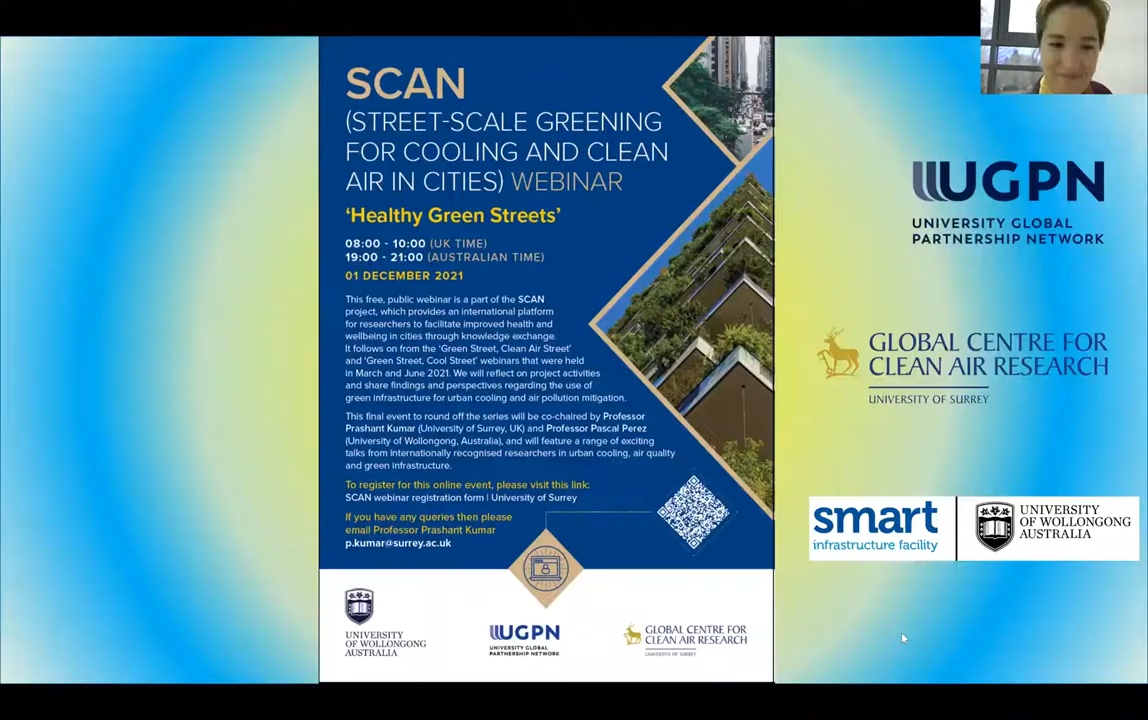 SCAN
(STREET-SCALE GREENING
FOR COOLING AND CLEAN
AIR IN CITIES) WEBINAR
‘Healthy Green Streets’
08:00 - 10:00 (UK TIME)
19:00 - 21:00 (AUSTRALIAN TIME)
01 DECEMBER 2021
This free, public webinar is a part of the SCAN
project, which provides an international platform
for researchers to facilitate improved health and
wellbeing in cities through knowledge exchange.
It follows on from the ‘Green Street, Clean Air Street’
and ‘Green Street, Cool Street’ webinars that were held
in March and June 2021. We will reflect on project activities
and share findings and perspectives regarding the use of
green infrastructure for urban cooling and air pollution mitigation.
This final event to round off the series will be co-chaired by Professor
Prashant Kumar (University of Surrey, UK) and Professor Pascal Perez
(University of Wollongong, Australia), and will feature a range of exciting
talks from internationally recognised researchers in urban cooling, air quality
and green infrastructure.
To register for this online event, please visit this link:
SCAN webinar registration form | University of Surrey
If you have any queries then please
email Professor Prashant Kumar
p.kumar@surrey.ac.uk
UNIVERSITY
OF WOLLONGONG
AUSTRALIA
UGPN
UNIVERSITY GLOBAL
PARTNERSHIP NETWORK
GLOBAL CENTRE FOR
CLEAN AIR RESEARCH
UNIVERSITY OF SURREY
UGPN
UNIVERSITY GLOBAL
PARTNERSHIP NETWORK
GLOBAL CENTRE FOR
CLEAN AIR RESEARCH
UNIVERSITY OF SURREY
smart
infrastructure facility
UNIVERSITY
OF WOLLONGONG
AUSTRALIA